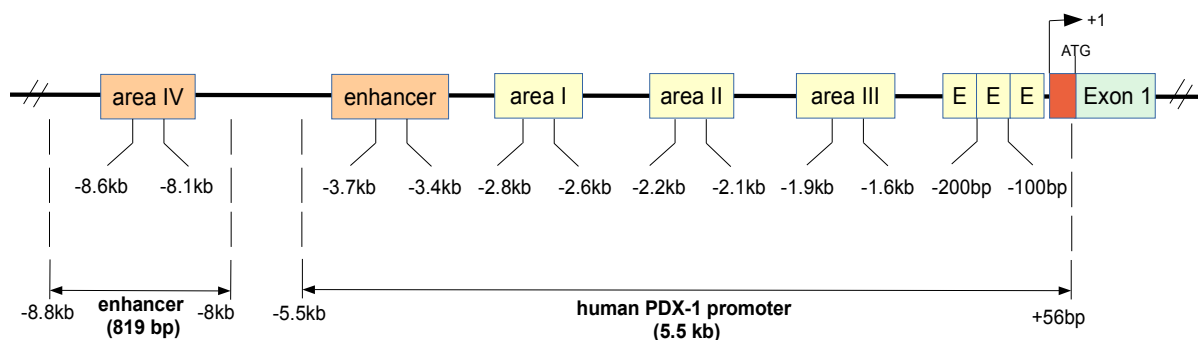 +1
ATG
area IV enhancer area I area II area III E E E Exon 1
-8.6kb -8.1kb -3.7kb -3.4kb -2.8kb -2.6kb -2.2kb -2.1kb -1.9kb -1.6kb -200bp -100bp
-8.8kb enhancer -8kb -5.5kb human PDX-1 promoter +56bp
(819 bp) (5.5 kb)